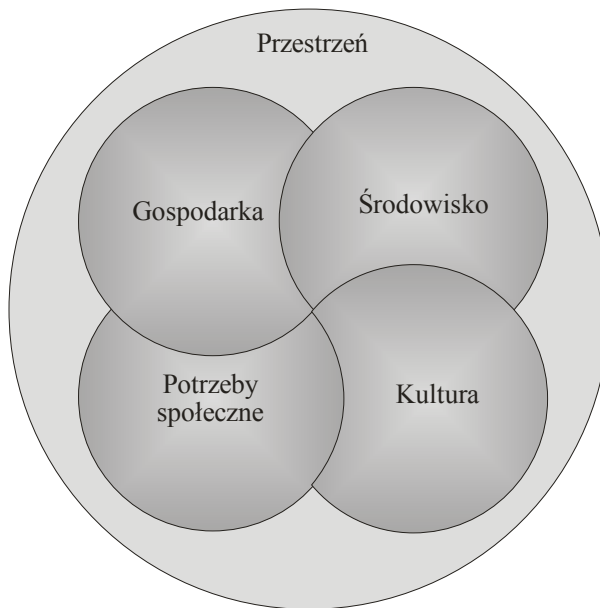 Przestrzeń
Gospodarka
Środowisko
Potrzeby
społeczne
Kultura